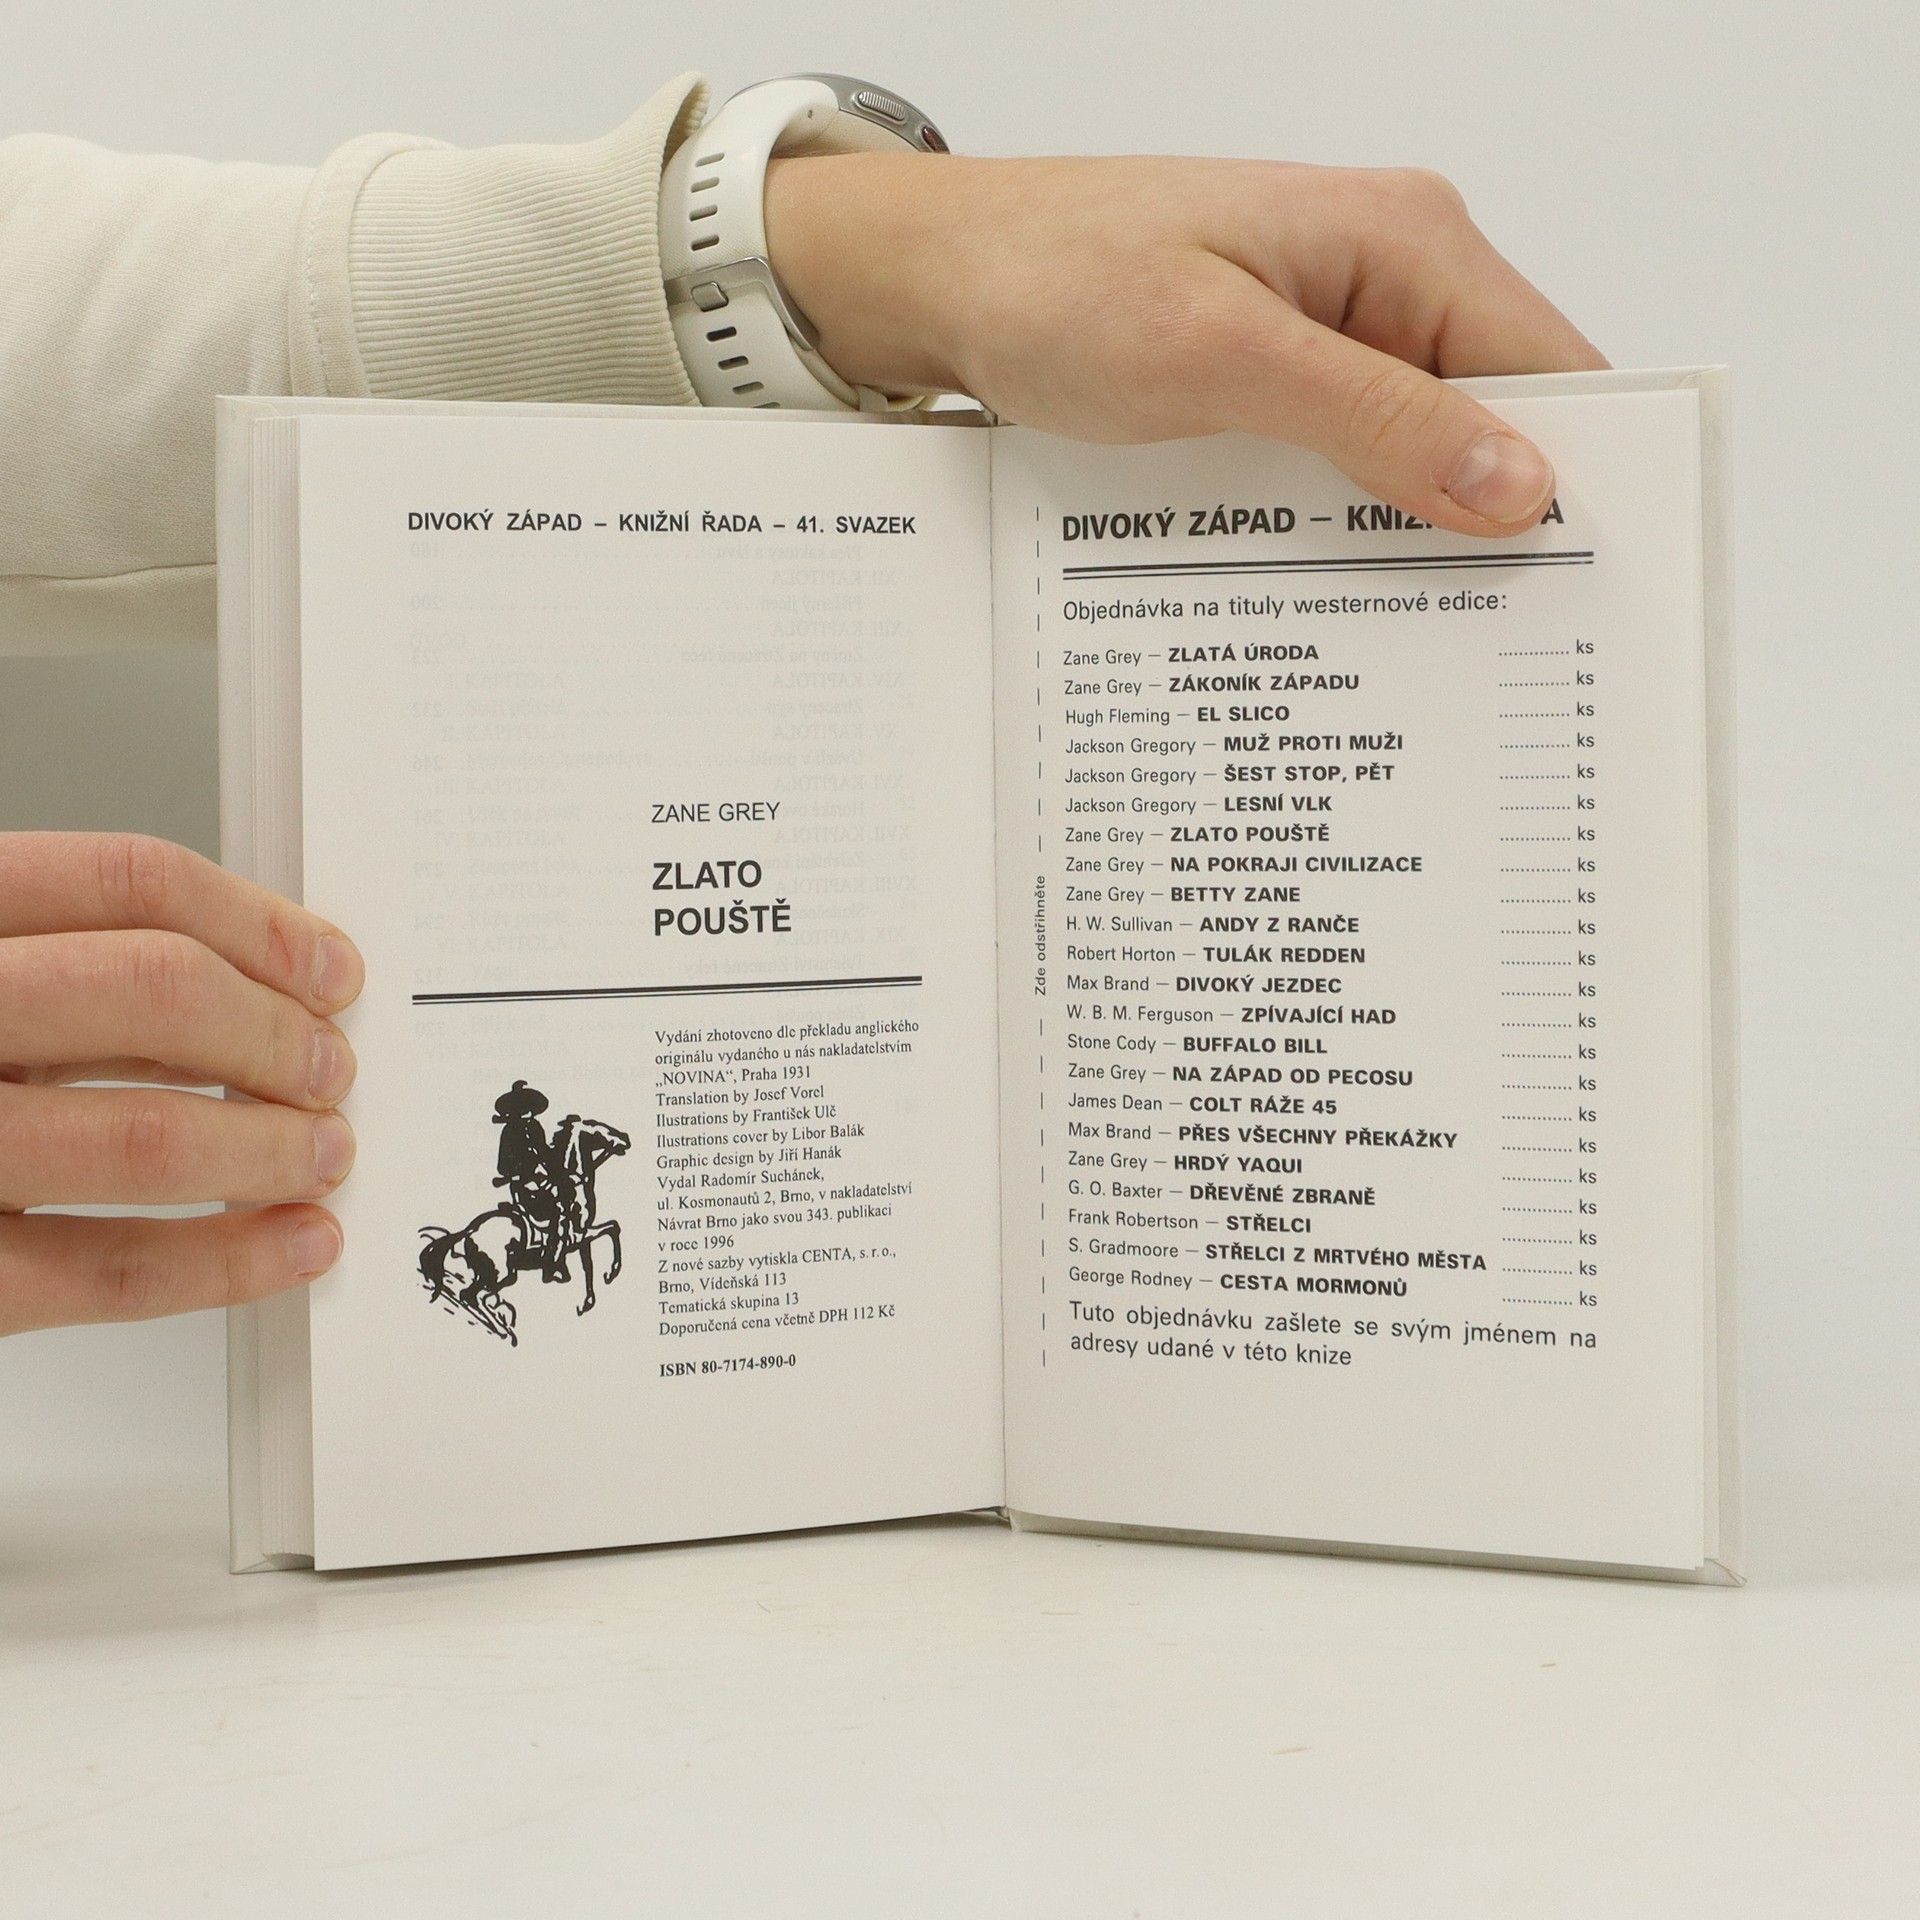 DIVOKÝ ZÁPAD – KNIŽNÍ ŘADA – 41. SVAZEK
ZANE GREY
ZLATO
POUŠTĚ
Vydání zhotoveno dle překladu anglického
originálu vydaného u nás nakladatelstvím
„NOVINA“, Praha 1931
Translation by Josef Vorel
Ilustrations by František Ulč
Ilustrations cover by Libor Balák
Graphic design by Jiří Hanák
Vydal Radomír Suchánek,
ul. Kosmonautů 2, Brno, v nakladatelství
Návrat Brno jako svou 343. publikaci
v roce 1996
Z nové sazby vytiskla CENTA, s. r. o.,
Brno, Vídeňská 113
Tematická skupina 13
Doporučená cena včetně DPH 112 Kč
ISBN 80-7174-890-0
Zde odstřihněte
DIVOKÝ ZÁPAD –
Objednávka na tituly westernové edice:
Zane Grey – ZLATÁ ÚRODA .............. ks
Zane Grey – ZÁKONÍK ZÁPADU .............. ks
Hugh Fleming – EL SLICO .............. ks
Jackson Gregory – MUŽ PROTI MUŽI .............. ks
Jackson Gregory – ŠEST STOP, PĚT .............. ks
Jackson Gregory – LESNÍ VLK .............. ks
Zane Grey – ZLATO POUŠTĚ .............. ks
Zane Grey – NA POKRAJI CIVILIZACE .............. ks
Zane Grey – BETTY ZANE .............. ks
H. W. Sullivan – ANDY Z RANČE .............. ks
Robert Horton – TULÁK REDDEN .............. ks
Max Brand – DIVOKÝ JEZDEC .............. ks
W. B. M. Ferguson – ZPÍVAJÍCÍ HAD .............. ks
Stone Cody – BUFFALO BILL .............. ks
Zane Grey – NA ZÁPAD OD PECOSU .............. ks
James Dean – COLT RÁŽE 45 .............. ks
Max Brand – PŘES VŠECHNY PŘEKÁŽKY .............. ks
Zane Grey – HRDÝ YAQUI .............. ks
G. O. Baxter – DŘEVĚNÉ ZBRANĚ .............. ks
Frank Robertson – STŘELCI .............. ks
S. Gradmoore – STŘELCI Z MRTVÉHO MĚSTA .............. ks
George Rodney – CESTA MORMONŮ .............. ks
Tuto objednávku zašlete se svým jménem na
adresy udané v této knize